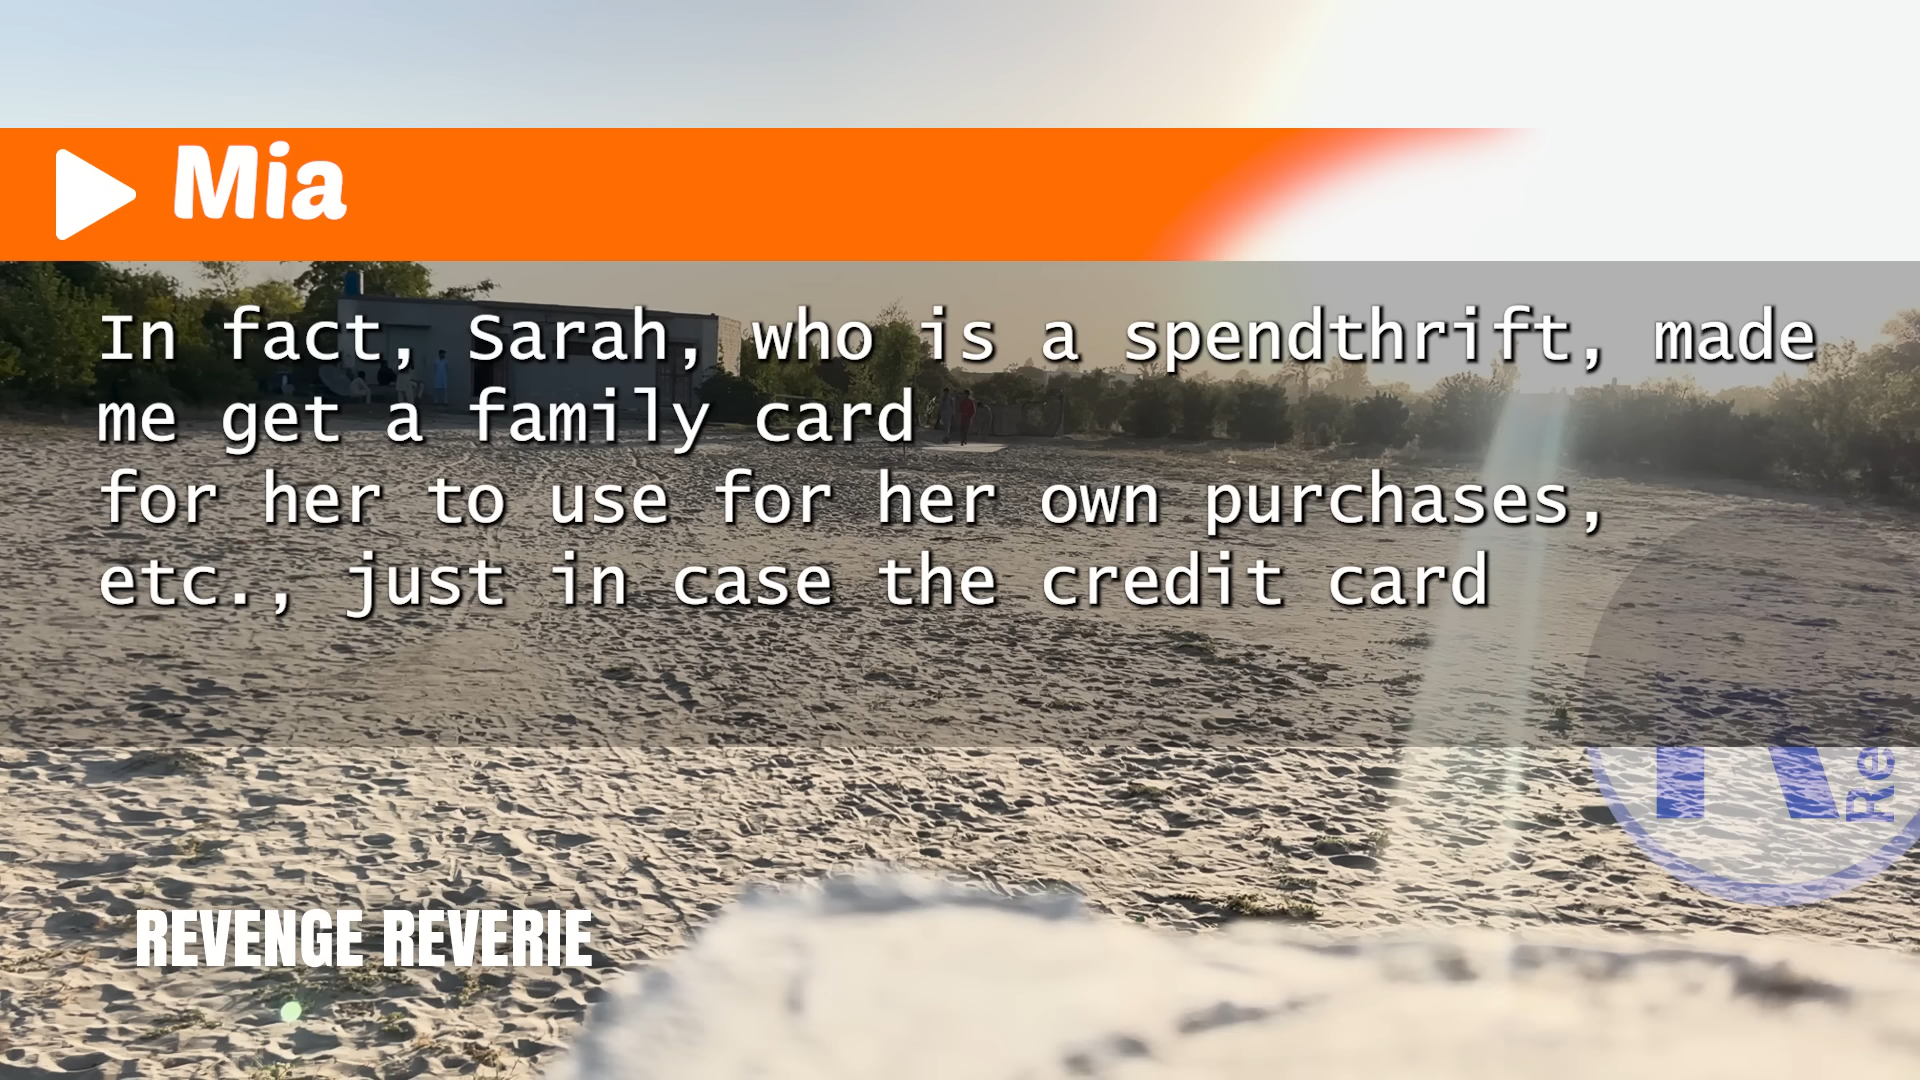 Mia
In fact, Sarah, who is a spendthrift, made
me get a family card
for her to use for her own purchases,
etc., just in case the credit card
Re
REVENGE REVERIE